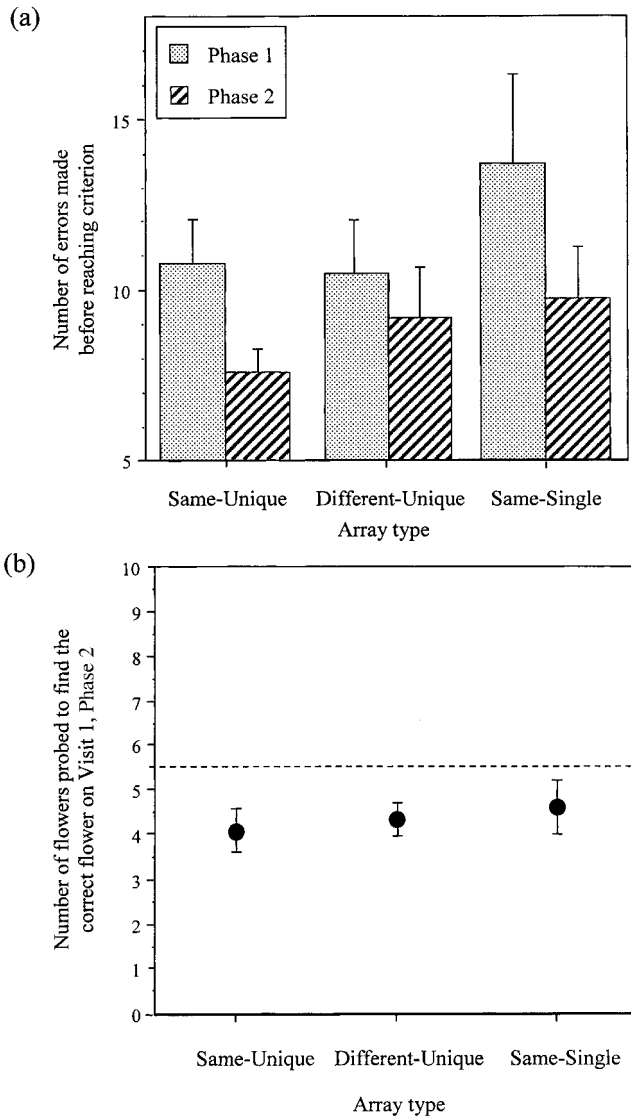 (a)
Phase 1
Phase 2
Number of errors made
before reaching criterion
15
10
5
Same-Unique Different-Unique Same-Single
Array type
(b)
Number of flowers probed to find the
correct flower on Visit 1, Phase 2
10
9
8
7
6
5
4
3
2
1
0
Same-Unique Different-Unique Same-Single
Array type